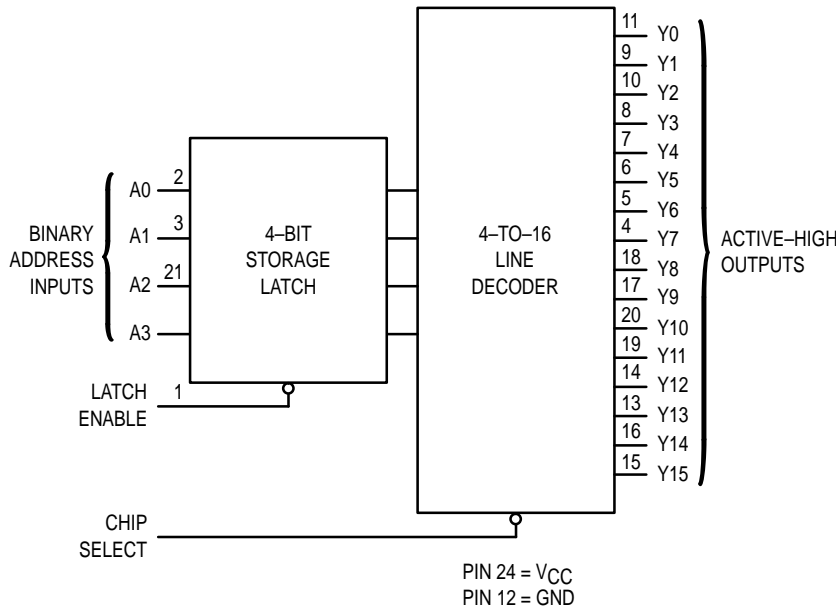 11 Y0
9 Y1
10 Y2
8 Y3
7 Y4
6 Y5
5 Y6
4 Y7
18 Y8
17 Y9
20 Y10
19 Y11
14 Y12
13 Y13
16 Y14
15 Y15
ACTIVE–HIGH
OUTPUTS
BINARY
ADDRESS
INPUTS
A0 2
A1 3
A2 21
A3
4–BIT
STORAGE
LATCH
4–TO–16
LINE
DECODER
LATCH
ENABLE
1
CHIP
SELECT
PIN 24 = VCC
PIN 12 = GND